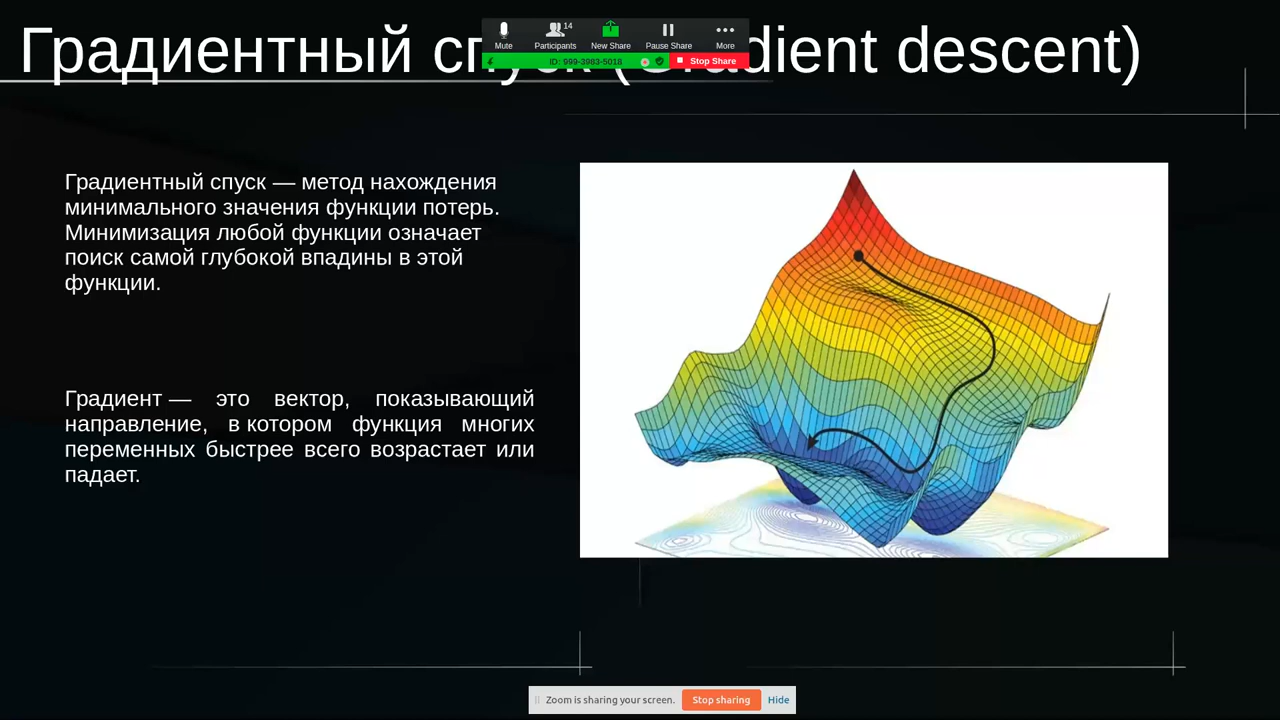 Градиентный спуск (Gradient descent)
Mute
Participants
14
New Share
Pause Share
More
ID: 999-3983-5018
Stop Share
Градиентный спуск — метод нахождения
минимального значения функции потерь.
Минимизация любой функции означает
поиск самой глубокой впадины в этой
функции.
Градиент — это вектор, показывающий
направление, в котором функция многих
переменных быстрее всего возрастает или
падает.
Zoom is sharing your screen.
Stop sharing
Hide